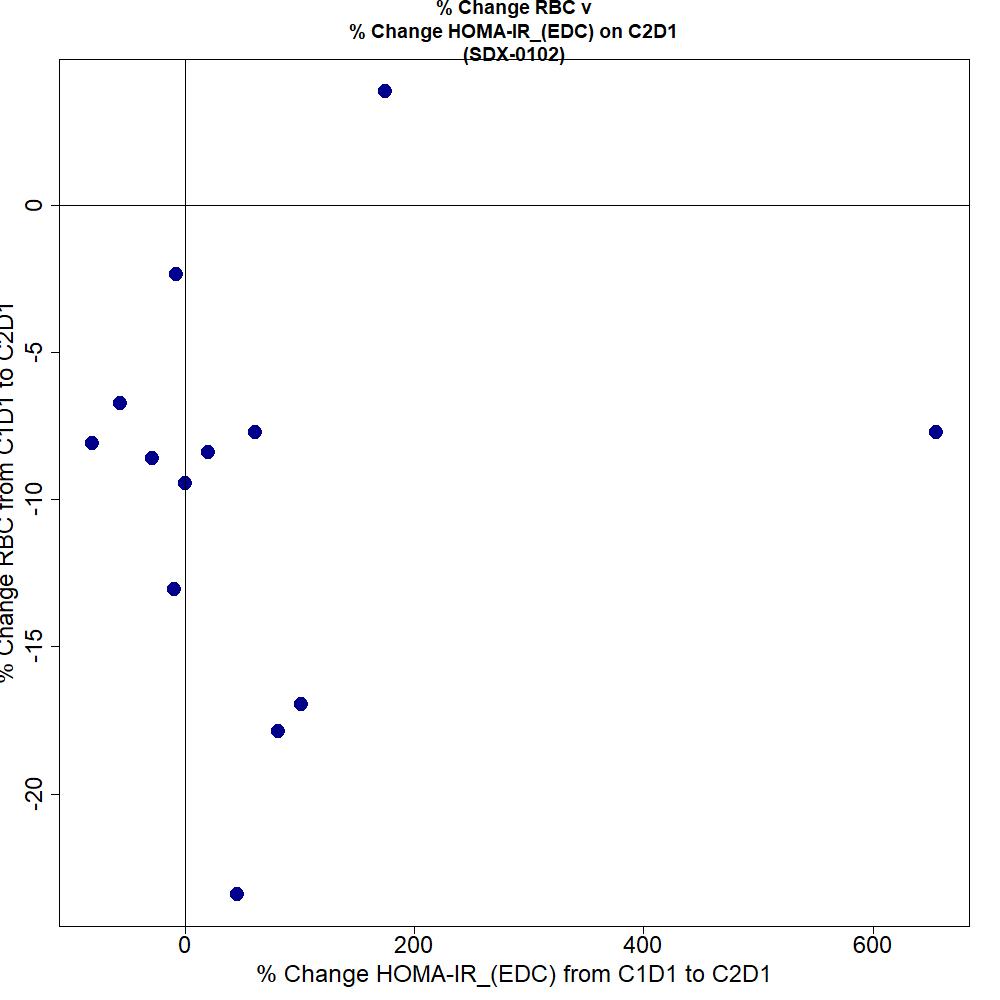 % Change RBC v
% Change HOMA-IR_(EDC) on C2D1
(SDX-0102)
% Change RBC from C1D1 to C2D1
0
-5
-10
-15
-20
0
200
400
600
% Change HOMA-IR_(EDC) from C1D1 to C2D1